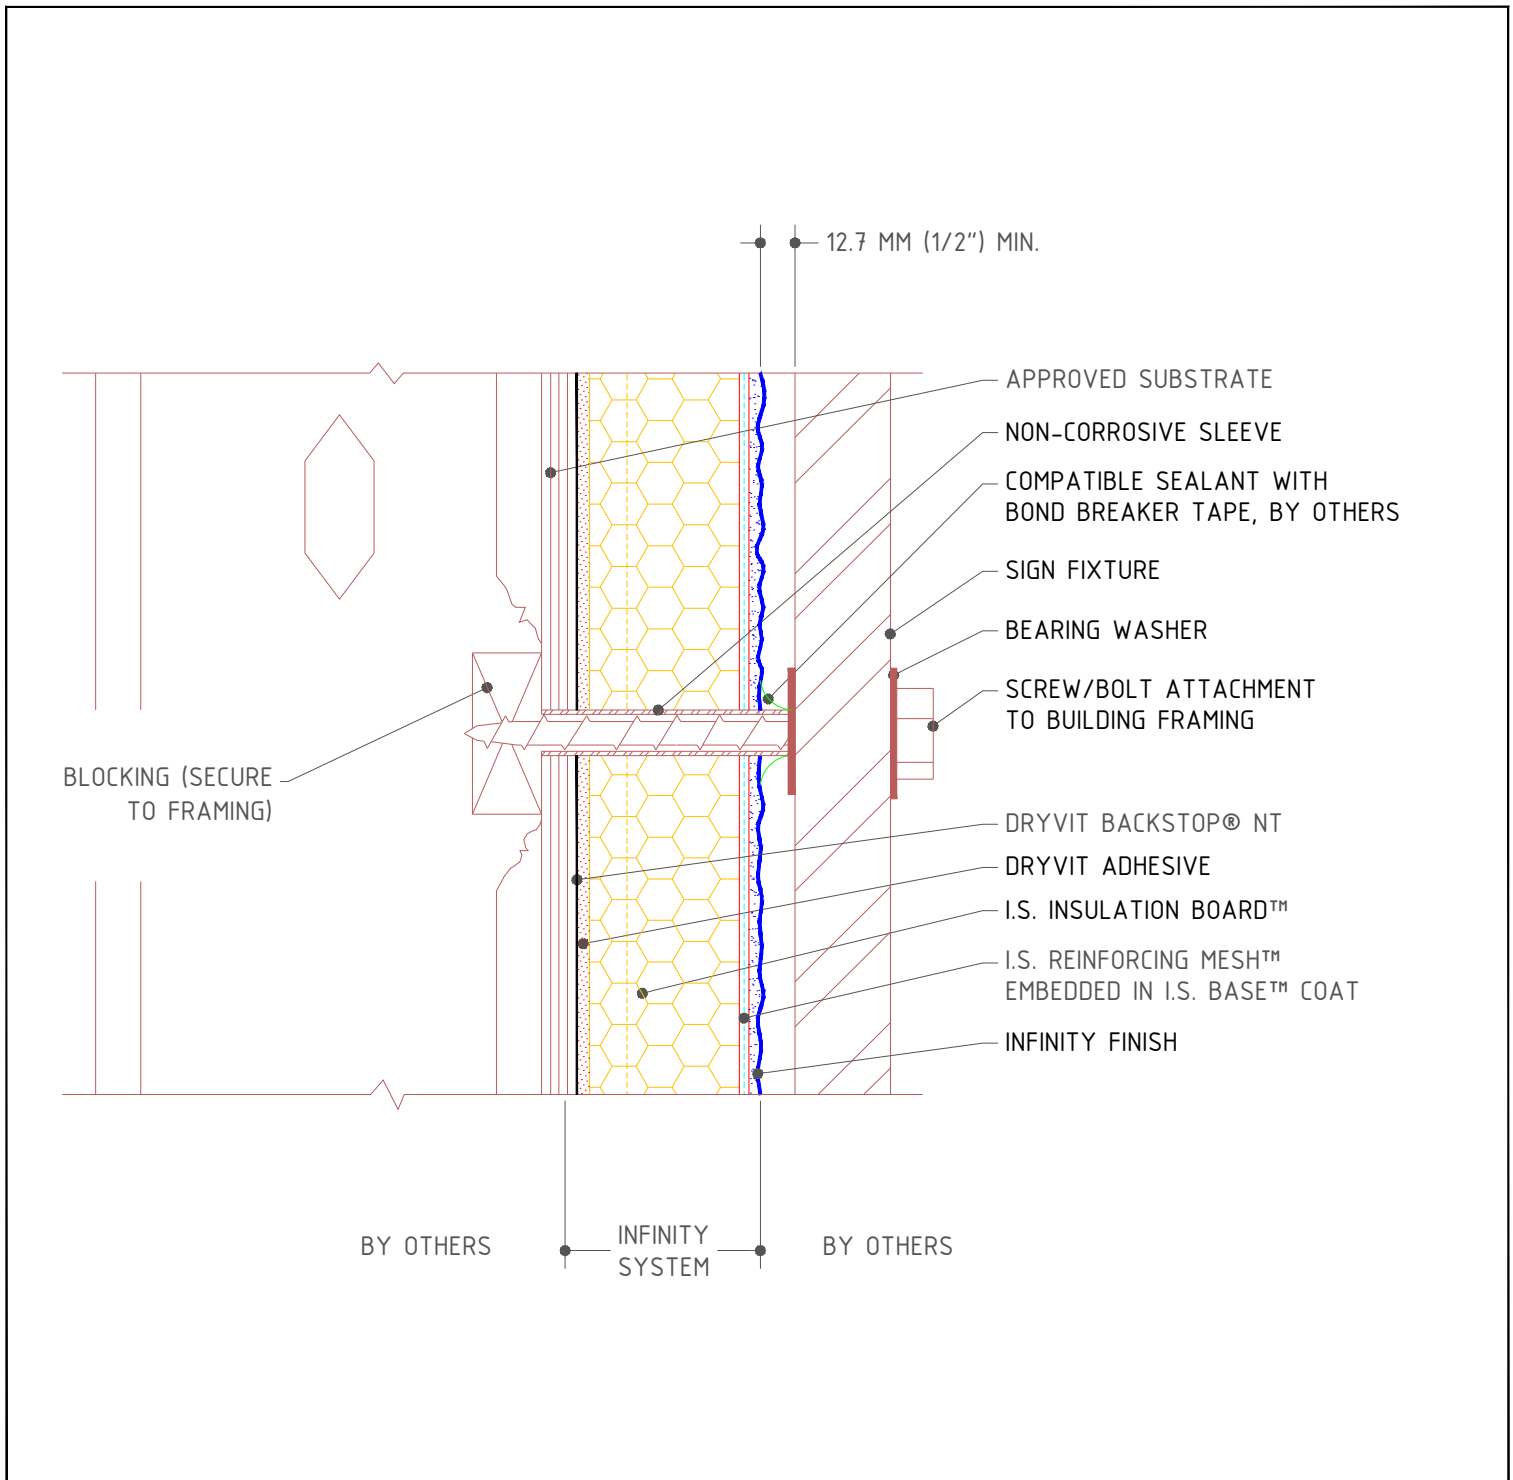 12.7 MM (1/2") MIN.
APPROVED SUBSTRATE
NON-CORROSIVE SLEEVE
COMPATIBLE SEALANT WITH
BOND BREAKER TAPE, BY OTHERS
SIGN FIXTURE
BEARING WASHER
SCREW/BOLT ATTACHMENT
TO BUILDING FRAMING
BLOCKING (SECURE
TO FRAMING)
DRYVIT BACKSTOP® NT
DRYVIT ADHESIVE
I.S. INSULATION BOARD™
I.S. REINFORCING MESH™
EMBEDDED IN I.S. BASE™ COAT
INFINITY FINISH
BY OTHERS
INFINITY
SYSTEM
BY OTHERS